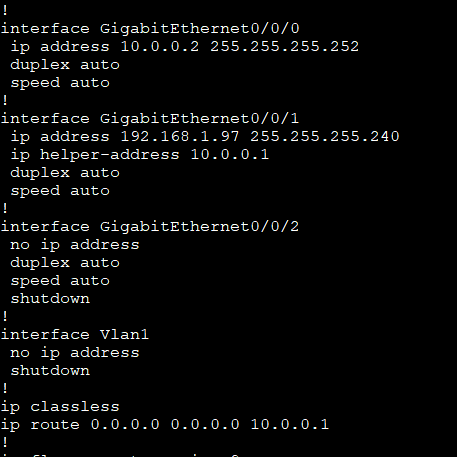 !
interface GigabitEthernet0/0/0
 ip address 10.0.0.2 255.255.255.252
 duplex auto
 speed auto
!
interface GigabitEthernet0/0/1
 ip address 192.168.1.97 255.255.255.240
 ip helper-address 10.0.0.1
 duplex auto
 speed auto
!
interface GigabitEthernet0/0/2
 no ip address
 duplex auto
 speed auto
 shutdown
!
interface Vlan1
 no ip address
 shutdown
!
ip classless
ip route 0.0.0.0 0.0.0.0 10.0.0.1
!